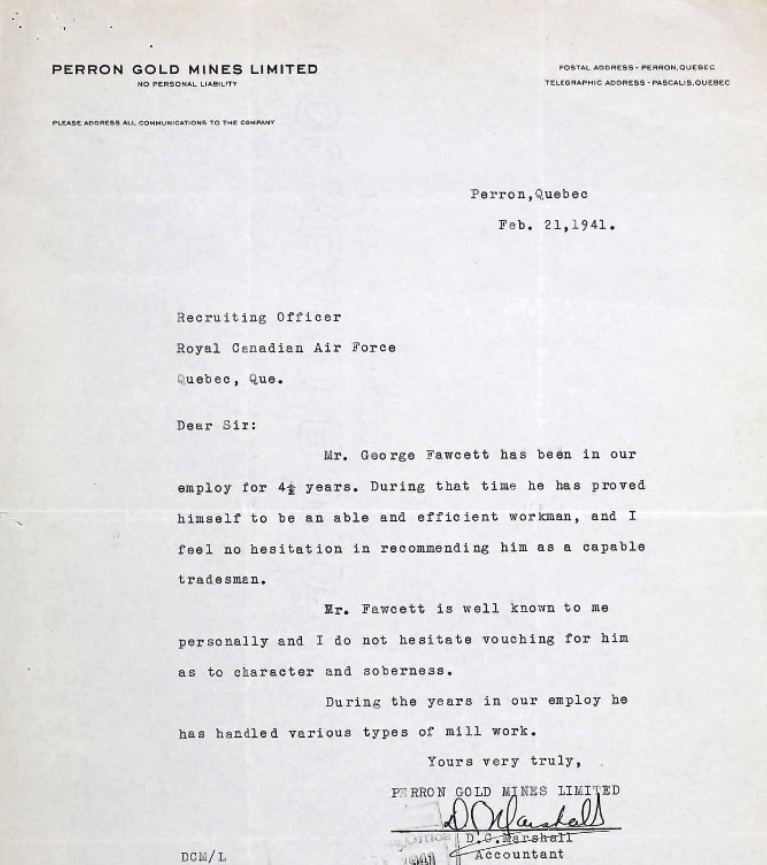 PERRON GOLD MINES LIMITED
NO PERSONAL LIABILITY
PLEASE ADDRESS ALL COMMUNICATIONS TO THE COMPANY
POSTAL ADDRESS - PERRON, QUEBEC
TELEGRAPHIC ADDRESS - PASCALIS, QUEBEC
Perron,Quebec
Feb. 21,1941.
Recruiting Officer
Royal Canadian Air Force
Quebec, Que.
Dear Sir:
Mr. George Fawcett has been in our
employ for 4½ years. During that time he has proved
himself to be an able and efficient workman, and I
feel no hesitation in recommending him as a capable
tradesman.
Mr. Fawcett is well known to me
personally and I do not hesitate vouching for him
as to character and soberness.
During the years in our employ he
has handled various types of mill work.
Yours very truly,
PERRON GOLD MINES LIMITED
D.C. Marshall
D.C.Marshall
Accountant
DCM/L